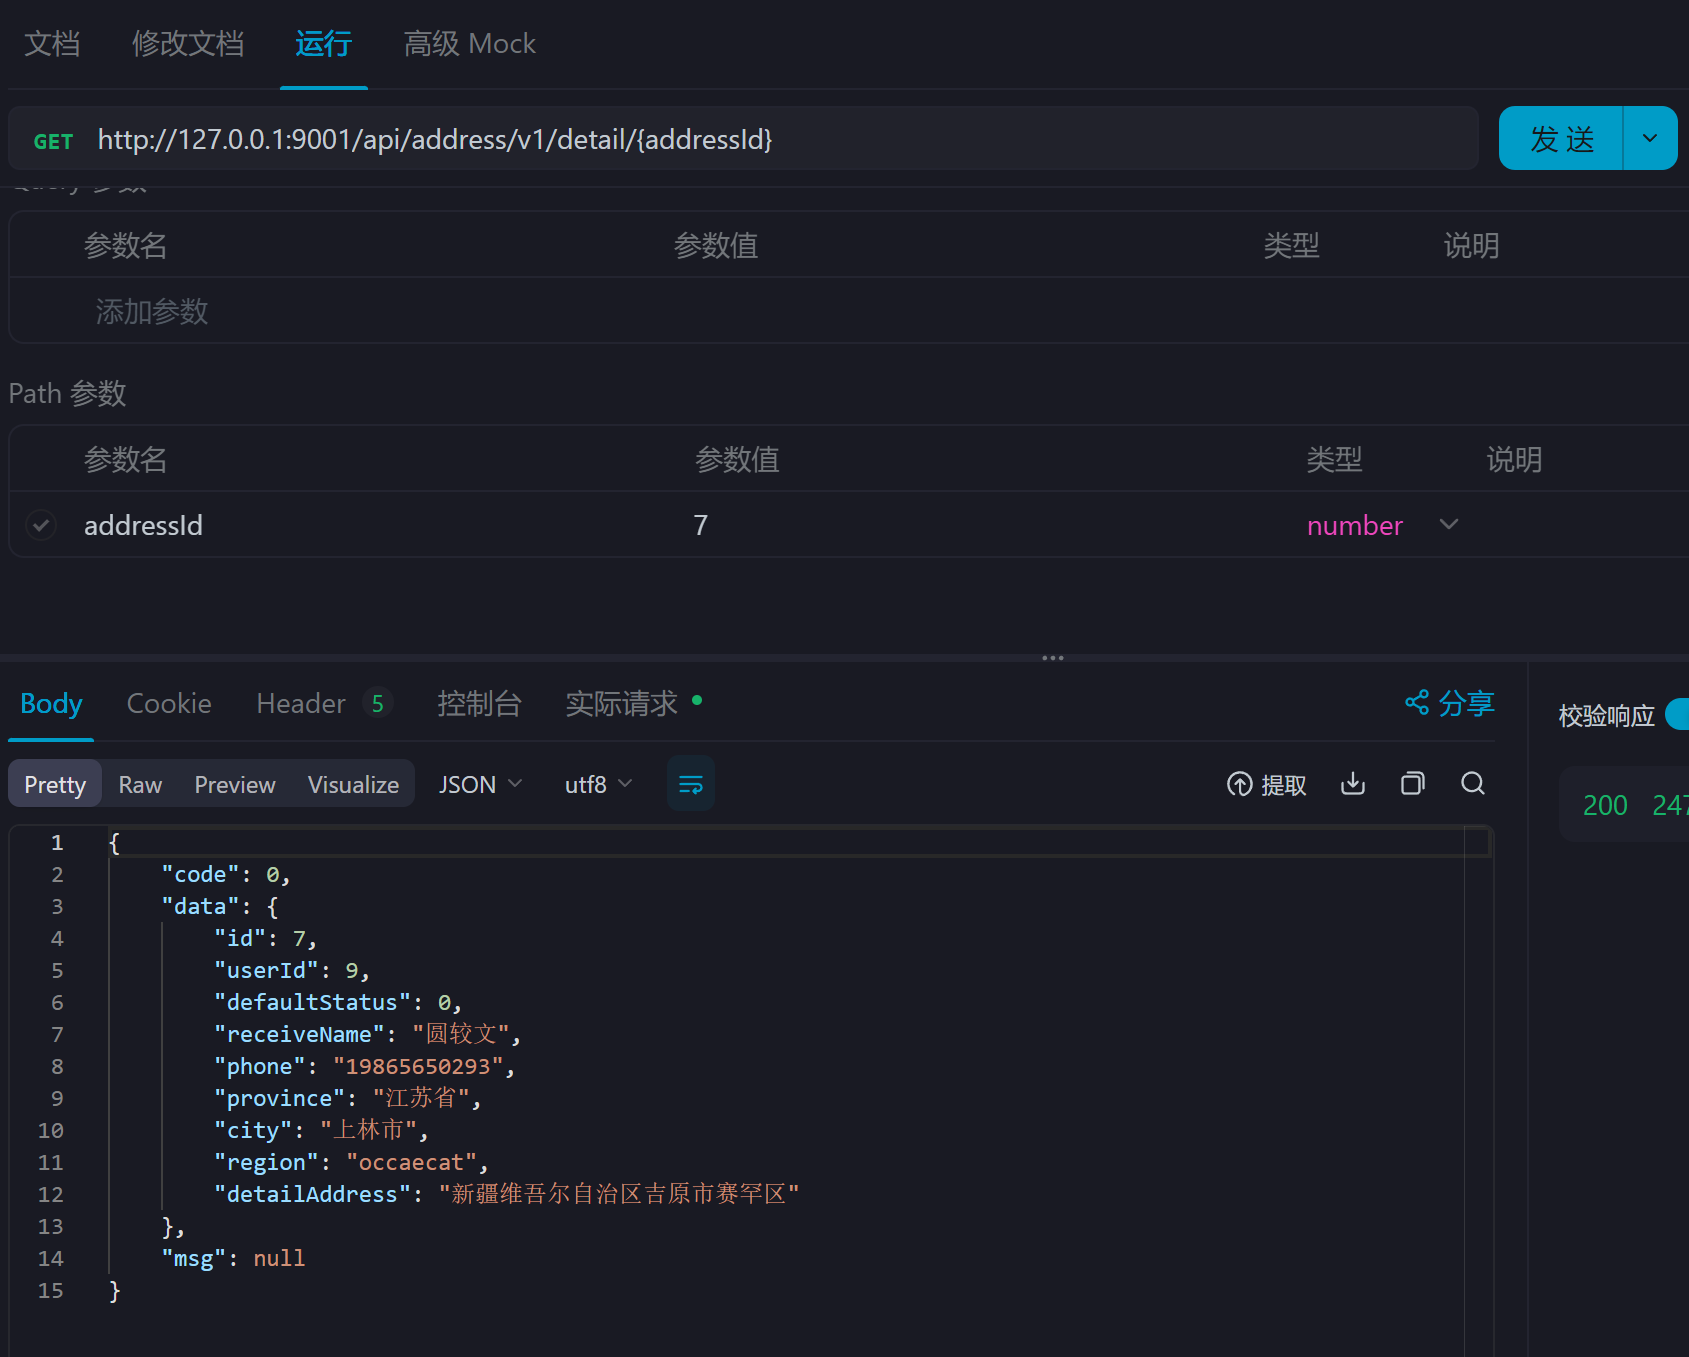 文档 修改文档 运行 高级 Mock
GET http://127.0.0.1:9001/api/address/v1/detail/{addressId} 发 送
Query 参数
参数名 参数值 类型 说明
添加参数
Path 参数
参数名 参数值 类型 说明
addressId 7 number
Body Cookie Header 5 控制台 实际请求 分享
校验响应
Pretty Raw Preview Visualize JSON utf8 提取
200 247
1 {
2 "code": 0,
3 "data": {
4 "id": 7,
5 "userId": 9,
6 "defaultStatus": 0,
7 "receiveName": "圆较文",
8 "phone": "19865650293",
9 "province": "江苏省",
10 "city": "上林市",
11 "region": "occaecat",
12 "detailAddress": "新疆维吾尔自治区吉原市赛罕区"
13 },
14 "msg": null
15 }